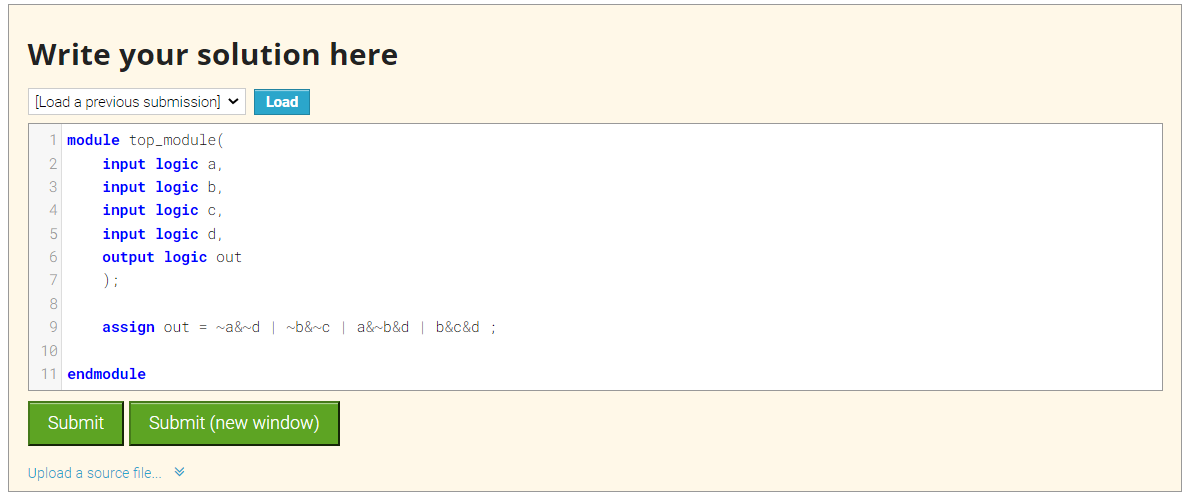 Write your solution here
[Load a previous submission] Load
1 module top_module(
2     input logic a,
3     input logic b,
4     input logic c,
5     input logic d,
6     output logic out
7     );
8
9     assign out = ~a&~d | ~b&~c | a&~b&d | b&c&d ;
10
11 endmodule
Submit Submit (new window)
Upload a source file...